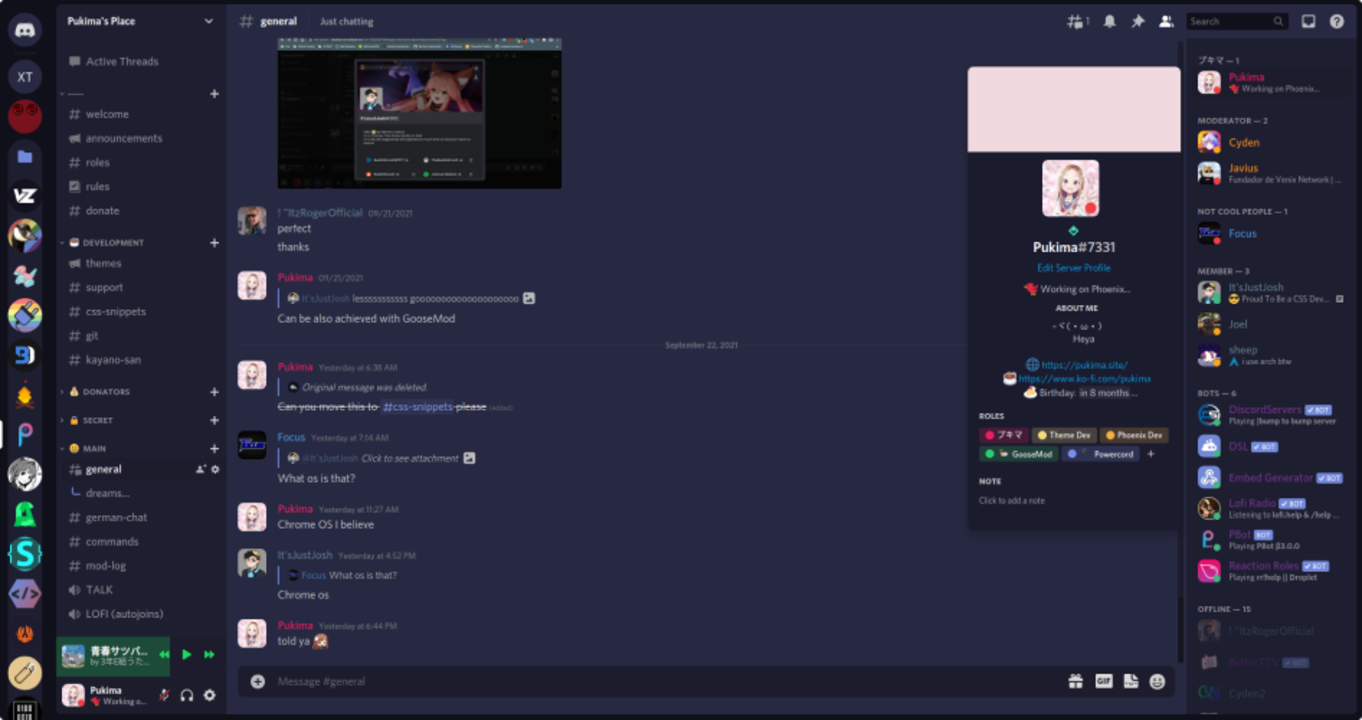 XT
VZ
Pukima's Place
Active Threads
-----
welcome
announcements
roles
rules
donate
DEVELOPMENT
themes
support
css-snippets
git
kayano-san
DONATORS
SECRET
MAIN
general
dreams...
german-chat
commands
mod-log
TALK
LOFI (autojoins)
青春サツバ...
by 3年E組うた...
Pukima
Working o...
# general
Just chatting
1
Search
! "ItzRogerOfficial 09/21/2021
perfect
thanks
Pukima 09/21/2021
It'sJustJosh lesssssssssss goooooooooooooooooooo
Can be also achieved with GooseMod
September 22, 2021
Pukima Yesterday at 6:38 AM
Original message was deleted.
Can you move this to #css-snippets please (edited)
Focus Yesterday at 7:14 AM
@It'sJustJosh Click to see attachment
What os is that?
Pukima Yesterday at 11:27 AM
Chrome OS I believe
It'sJustJosh Yesterday at 4:52 PM
Focus What os is that?
Chrome os
Pukima Yesterday at 6:44 PM
told ya
Message #general
GIF
Pukima#7331
Edit Server Profile
Working on Phoenix...
ABOUT ME
~ヾ(・ω・)
Heya
https://pukima.site/
https://www.ko-fi.com/pukima
Birthday: in 8 months ...
ROLES
プキマ
Theme Dev
Phoenix Dev
GooseMod
Powercord
+
NOTE
Click to add a note
プキマ — 1
Pukima
Working on Phoenix...
MODERATOR — 2
Cyden
Javius
Fundador de Venix Network | ...
NOT COOL PEOPLE — 1
Focus
MEMBER — 3
It'sJustJosh
Proud To Be a CSS Dev...
Joel
sheep
i use arch btw
BOTS — 6
DiscordServers BOT
Playing !bump to bump server
DSL BOT
Embed Generator BOT
Lofi Radio BOT
Listening to lofi.help & /help ...
PBot BOT
Playing PBot β3.0.0
Reaction Roles BOT
Playing rr!help || Droplet
OFFLINE — 15
! "ItzRogerOfficial
BetterTTV BOT
Cyden2